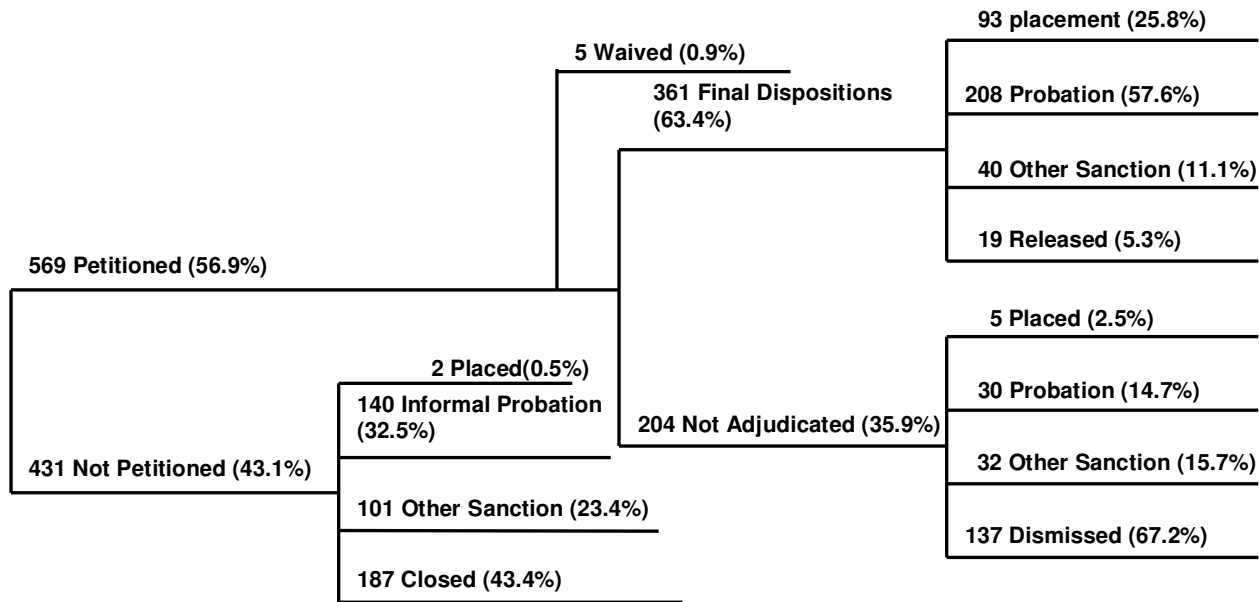 93 placement (25.8%)
5 Waived (0.9%)
361 Final Dispositions
(63.4%)
208 Probation (57.6%)
40 Other Sanction (11.1%)
19 Released (5.3%)
569 Petitioned (56.9%)
5 Placed (2.5%)
2 Placed(0.5%)
30 Probation (14.7%)
140 Informal Probation
(32.5%)
204 Not Adjudicated (35.9%)
431 Not Petitioned (43.1%)
32 Other Sanction (15.7%)
101 Other Sanction (23.4%)
137 Dismissed (67.2%)
187 Closed (43.4%)